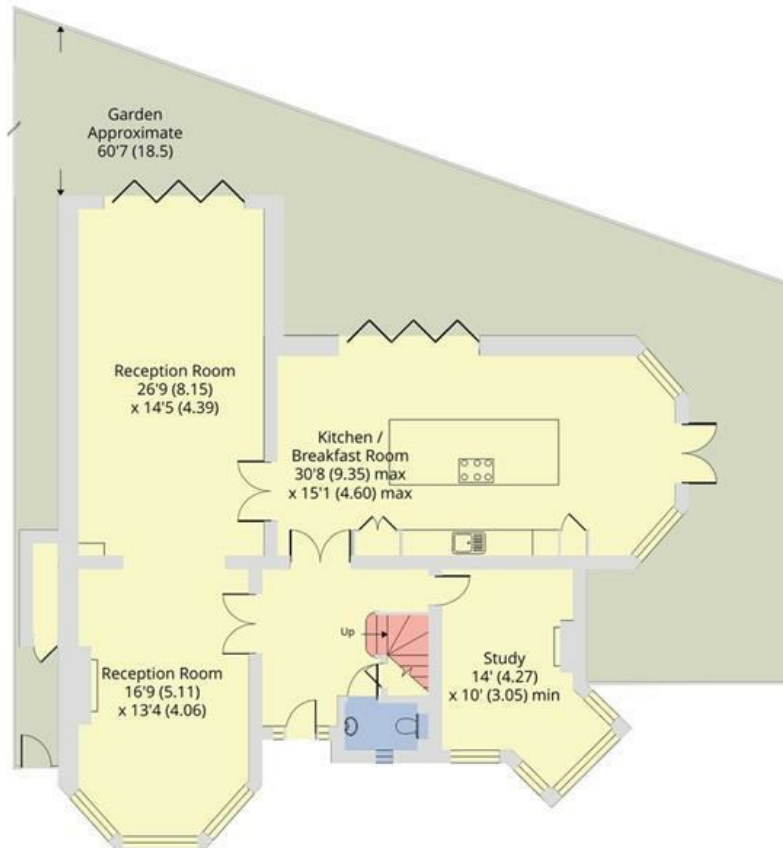 Garden
Approximate
60'7 (18.5)
Reception Room
26'9 (8.15)
x 14'5 (4.39)
Kitchen /
Breakfast Room
30'8 (9.35) max
x 15'1 (4.60) max
Up
Reception Room
16'9 (5.11)
x 13'4 (4.06)
Study
14' (4.27)
x 10' (3.05) min